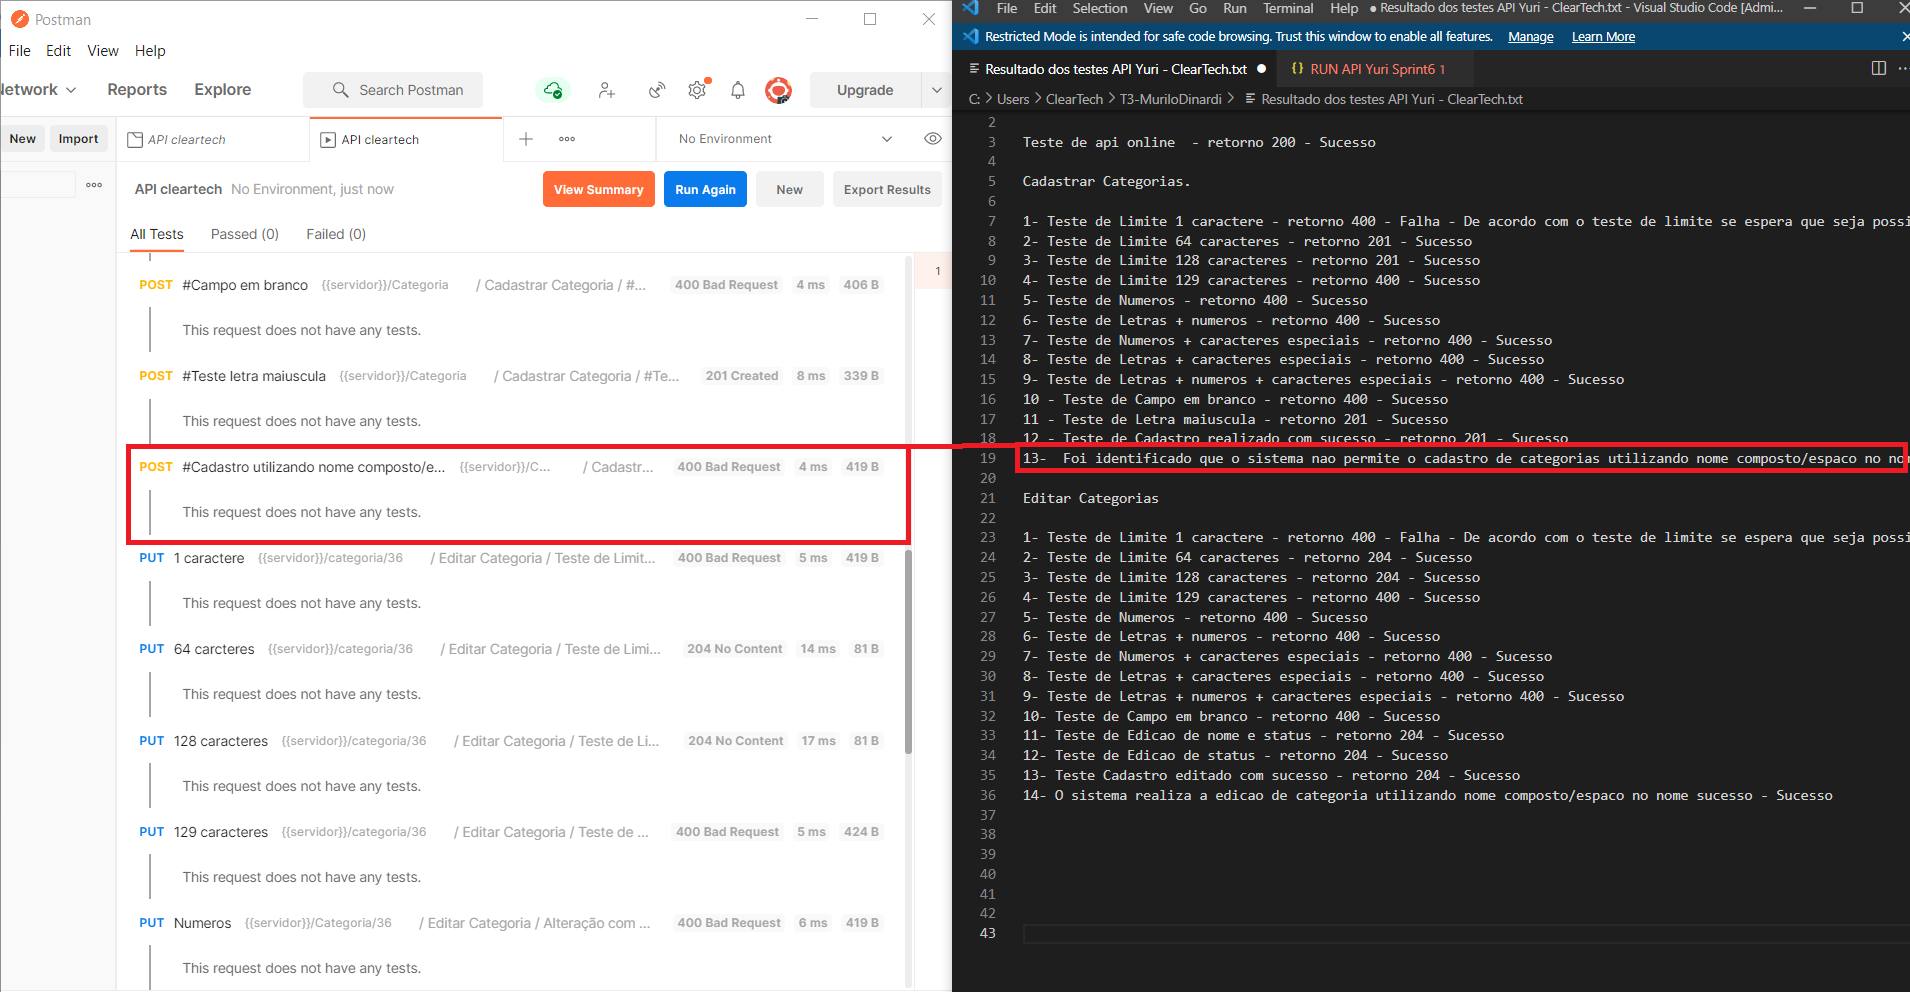 Postman
File Edit View Help
Network Reports Explore
Search Postman
Upgrade
New Import
API cleartech
API cleartech
No Environment
API cleartech No Environment, just now
View Summary Run Again New Export Results
All Tests Passed (0) Failed (0)
1
POST #Campo em branco {{servidor}}/Categoria / Cadastrar Categoria / #... 400 Bad Request 4 ms 406 B
This request does not have any tests.
POST #Teste letra maiuscula {{servidor}}/Categoria / Cadastrar Categoria / #Te... 201 Created 8 ms 339 B
This request does not have any tests.
POST #Cadastro utilizando nome composto/e... {{servidor}}/C... / Cadastr... 400 Bad Request 4 ms 419 B
This request does not have any tests.
PUT 1 caractere {{servidor}}/categoria/36 / Editar Categoria / Teste de Limit... 400 Bad Request 5 ms 419 B
This request does not have any tests.
PUT 64 carcteres {{servidor}}/categoria/36 / Editar Categoria / Teste de Limi... 204 No Content 14 ms 81 B
This request does not have any tests.
PUT 128 caracteres {{servidor}}/categoria/36 / Editar Categoria / Teste de Li... 204 No Content 17 ms 81 B
This request does not have any tests.
PUT 129 caracteres {{servidor}}/categoria/36 / Editar Categoria / Teste de ... 400 Bad Request 5 ms 424 B
This request does not have any tests.
PUT Numeros {{servidor}}/Categoria/36 / Editar Categoria / Alteração com ... 400 Bad Request 6 ms 419 B
This request does not have any tests.
File Edit Selection View Go Run Terminal Help ● Resultado dos testes API Yuri - ClearTech.txt - Visual Studio Code [Admi...
Restricted Mode is intended for safe code browsing. Trust this window to enable all features. Manage Learn More
Resultado dos testes API Yuri - ClearTech.txt ● {} RUN API Yuri Sprint6 1
C: > Users > ClearTech > T3-MuriloDinardi > Resultado dos testes API Yuri - ClearTech.txt
2
3 Teste de api online - retorno 200 - Sucesso
4
5 Cadastrar Categorias.
6
7 1- Teste de Limite 1 caractere - retorno 400 - Falha - De acordo com o teste de limite se espera que seja possi
8 2- Teste de Limite 64 caracteres - retorno 201 - Sucesso
9 3- Teste de Limite 128 caracteres - retorno 201 - Sucesso
10 4- Teste de Limite 129 caracteres - retorno 400 - Sucesso
11 5- Teste de Numeros - retorno 400 - Sucesso
12 6- Teste de Letras + numeros - retorno 400 - Sucesso
13 7- Teste de Numeros + caracteres especiais - retorno 400 - Sucesso
14 8- Teste de Letras + caracteres especiais - retorno 400 - Sucesso
15 9- Teste de Letras + numeros + caracteres especiais - retorno 400 - Sucesso
16 10 - Teste de Campo em branco - retorno 400 - Sucesso
17 11 - Teste de Letra maiuscula - retorno 201 - Sucesso
18 12 - Teste de Cadastro realizado com sucesso - retorno 201 - Sucesso
19 13- Foi identificado que o sistema nao permite o cadastro de categorias utilizando nome composto/espaco no no
20
21 Editar Categorias
22
23 1- Teste de Limite 1 caractere - retorno 400 - Falha - De acordo com o teste de limite se espera que seja possi
24 2- Teste de Limite 64 caracteres - retorno 204 - Sucesso
25 3- Teste de Limite 128 caracteres - retorno 204 - Sucesso
26 4- Teste de Limite 129 caracteres - retorno 400 - Sucesso
27 5- Teste de Numeros - retorno 400 - Sucesso
28 6- Teste de Letras + numeros - retorno 400 - Sucesso
29 7- Teste de Numeros + caracteres especiais - retorno 400 - Sucesso
30 8- Teste de Letras + caracteres especiais - retorno 400 - Sucesso
31 9- Teste de Letras + numeros + caracteres especiais - retorno 400 - Sucesso
32 10- Teste de Campo em branco - retorno 400 - Sucesso
33 11- Teste de Edicao de nome e status - retorno 204 - Sucesso
34 12- Teste de Edicao de status - retorno 204 - Sucesso
35 13- Teste Cadastro editado com sucesso - retorno 204 - Sucesso
36 14- O sistema realiza a edicao de categoria utilizando nome composto/espaco no nome sucesso - Sucesso
37
38
39
40
41
42
43